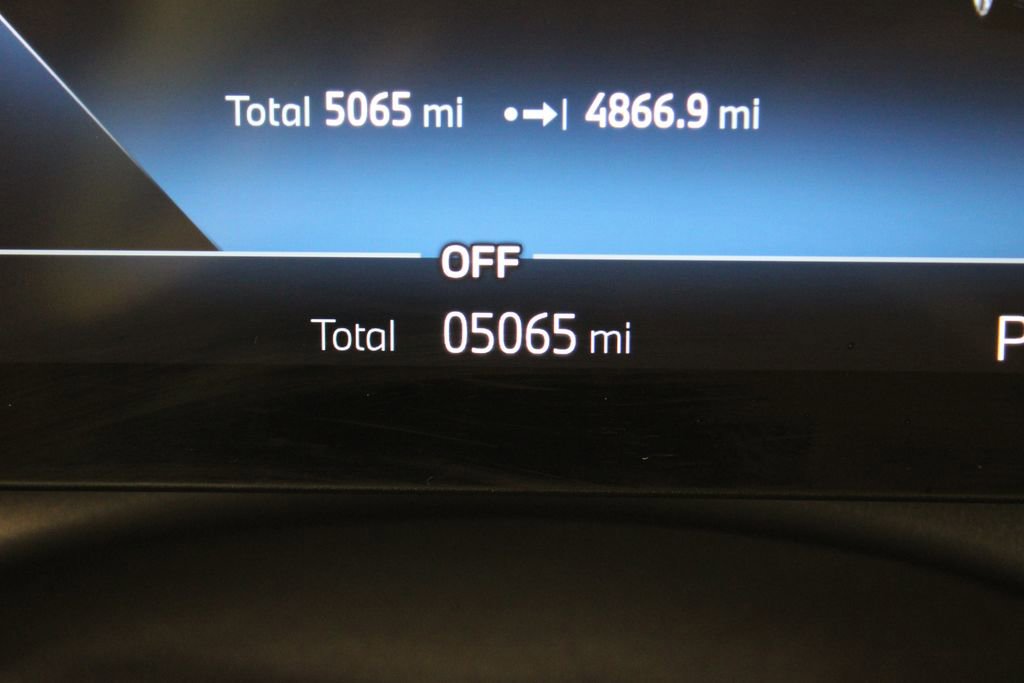 Total 5065 mi •→| 4866.9 mi
OFF
Total 05065 mi P